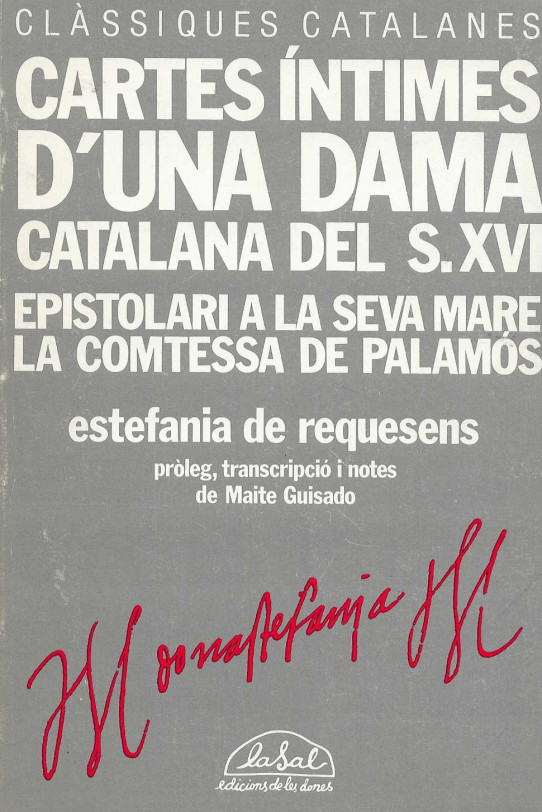 CLÀSSIQUES CATALANES
CARTES ÍNTIMES
D'UNA DAMA
CATALANA DEL S.XVI
EPISTOLARI A LA SEVA MARE
LA COMTESSA DE PALAMÓS
estefania de requesens
pròleg, transcripció i notes
de Maite Guisado
donastefanja
laSal
edicions de les dones